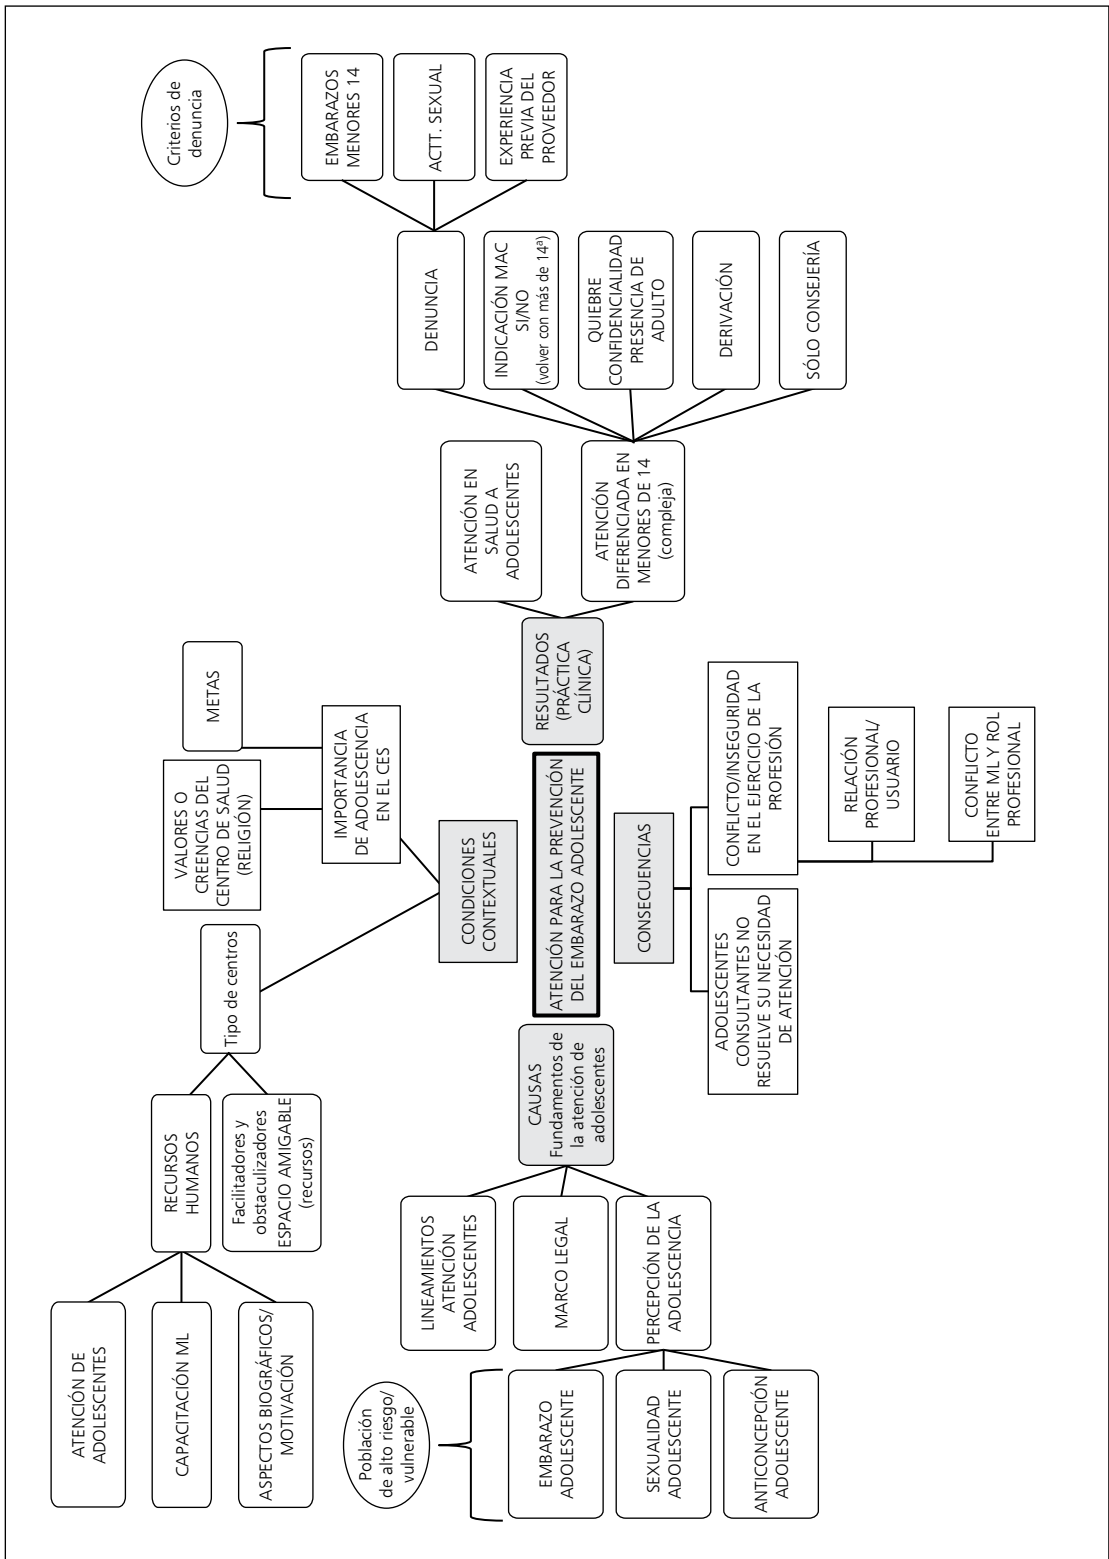 ATENCIÓN DE
ADOLESCENTES
CAPACITACIÓN ML
ASPECTOS BIOGRÁFICOS/
MOTIVACIÓN
RECURSOS
HUMANOS
Facilitadores y
obstaculizadores
ESPACIO AMIGABLE
(recursos)
Tipo de centros
VALORES O
CREENCIAS DEL
CENTRO DE SALUD
(RELIGIÓN)
METAS
IMPORTANCIA
DE ADOLESCENCIA
EN EL CES
CONDICIONES
CONTEXTUALES
Población
de alto riesgo/
vulnerable
EMBARAZO
ADOLESCENTE
SEXUALIDAD
ADOLESCENTE
ANTICONCEPCIÓN
ADOLESCENTE
LINEAMIENTOS
ATENCIÓN
ADOLESCENTES
MARCO LEGAL
PERCEPCIÓN DE LA
ADOLESCENCIA
CAUSAS
Fundamentos de
la atención de
adolescentes
ATENCIÓN PARA LA PREVENCIÓN
DEL EMBARAZO ADOLESCENTE
CONSECUENCIAS
ADOLESCENTES
CONSULTANTES NO
RESUELVE SU NECESIDAD
DE ATENCIÓN
CONFLICTO/INSEGURIDAD
EN EL EJERCICIO DE LA
PROFESIÓN
RELACIÓN
PROFESIONAL/
USUARIO
CONFLICTO
ENTRE ML Y ROL
PROFESIONAL
RESULTADOS
(PRÁCTICA
CLÍNICA)
ATENCIÓN EN
SALUD A
ADOLESCENTES
ATENCIÓN
DIFERENCIADA EN
MENORES DE 14
(compleja)
DENUNCIA
INDICACIÓN MAC
SI/NO
(volver con más de 14ª)
QUIEBRE
CONFIDENCIALIDAD
PRESENCIA DE
ADULTO
DERIVACIÓN
SÓLO CONSEJERÍA
Criterios de
denuncia
EMBARAZOS
MENORES 14
ACTT. SEXUAL
EXPERIENCIA
PREVIA DEL
PROVEEDOR